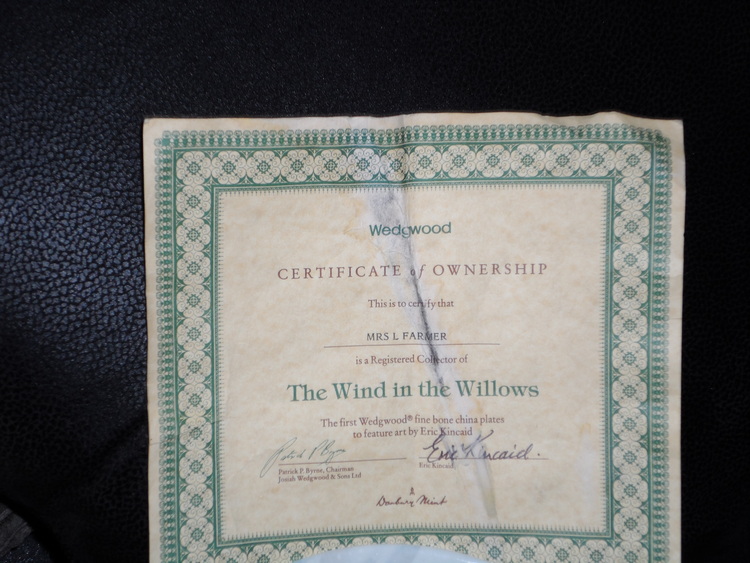 Wedgwood
CERTIFICATE of OWNERSHIP
This is to certify that
MRS L FARMER
is a Registered Collector of
The Wind in the Willows
The first Wedgwood® fine bone china plates
to feature art by Eric Kincaid
Eric Kincaid.
Patrick P. Byrne, Chairman
Josiah Wedgwood & Sons Ltd
Eric Kincaid.
Danbury Mint